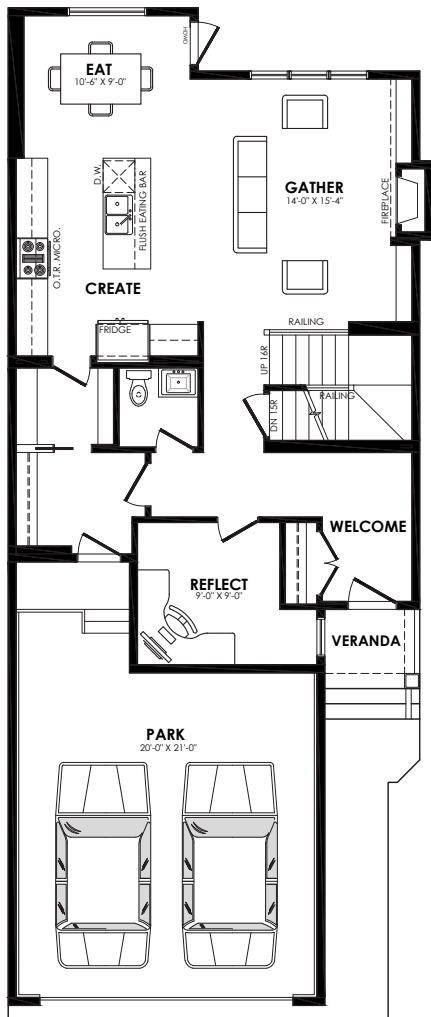 HDWD
EAT
10'-6" X 9'-0"
D.W.
FLUSH EATING BAR
GATHER
14'-0" X 15'-4"
FIREPLACE
O.T.R. MICRO.
CREATE
FRIDGE
RAILING
UP 16R
RAILING
DN 15R
WELCOME
REFLECT
9'-0" X 9'-0"
VERANDA
PARK
20'-0" X 21'-0"